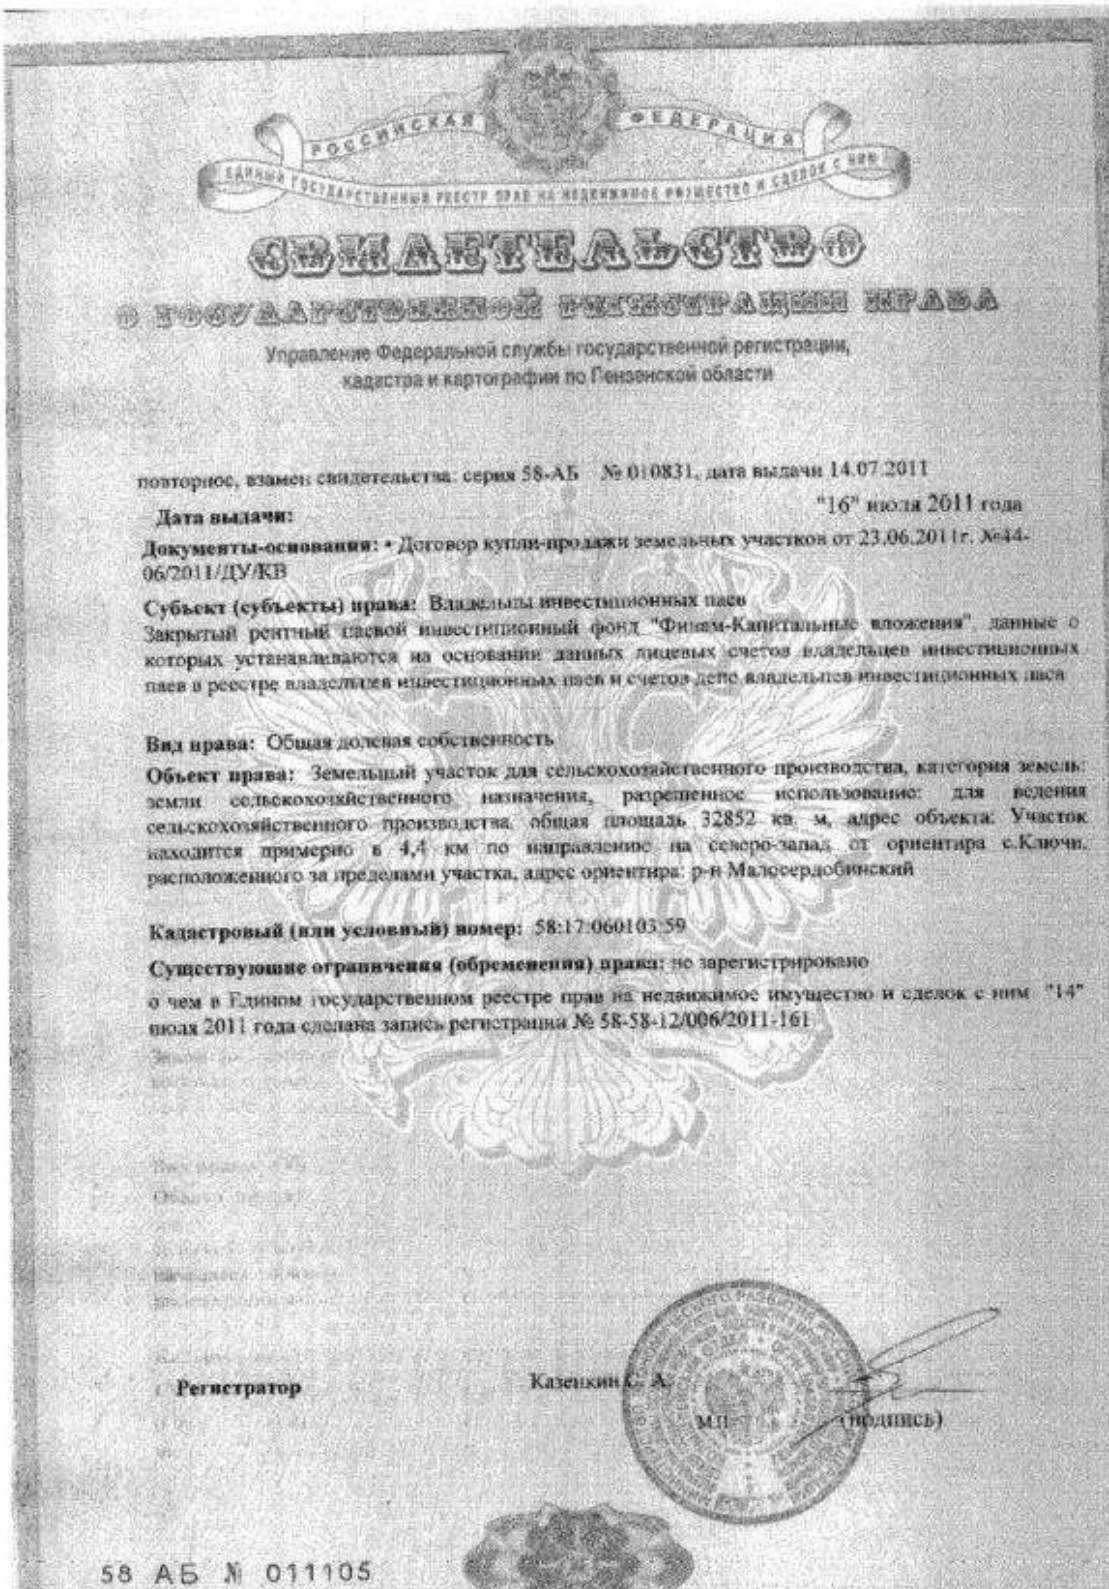 РОССИЙСКАЯ ФЕДЕРАЦИЯ
ЕДИНЫЙ ГОСУДАРСТВЕННЫЙ РЕЕСТР ПРАВ НА НЕДВИЖИМОЕ ИМУЩЕСТВО И СДЕЛОК С НИМ
СВИДЕТЕЛЬСТВО
О ГОСУДАРСТВЕННОЙ РЕГИСТРАЦИИ ПРАВА
Управление Федеральной службы государственной регистрации,
кадастра и картографии по Пензенской области
повторное, взамен свидетельства: серия 58-АБ № 010831, дата выдачи 14.07.2011
Дата выдачи: "16" июля 2011 года
Документы-основания: • Договор купли-продажи земельных участков от 23.06.2011г. №44-
06/2011/ДУ/КВ
Субъект (субъекты) права: Владельцы инвестиционных паев
Закрытый рентный паевой инвестиционный фонд "Финам-Капитальные вложения", данные о
которых устанавливаются на основании данных лицевых счетов владельцев инвестиционных
паев в реестре владельцев инвестиционных паев и счетов депо владельцев инвестиционных паев
Вид права: Общая долевая собственность
Объект права: Земельный участок для сельскохозяйственного производства, категория земель:
земли сельскохозяйственного назначения, разрешенное использование: для ведения
сельскохозяйственного производства, общая площадь 32852 кв. м, адрес объекта: Участок
находится примерно в 4,4 км по направлению на северо-запад от ориентира с.Ключи,
расположенного за пределами участка, адрес ориентира: р-н Малосердобинский
Кадастровый (или условный) номер: 58:17:060103:59
Существующие ограничения (обременения) права: не зарегистрировано
о чем в Едином государственном реестре прав на недвижимое имущество и сделок с ним "14"
июля 2011 года сделана запись регистрации № 58-58-12/006/2011-161
Регистратор Казенкин С. А.
М.П. (подпись)
58 АБ № 011105